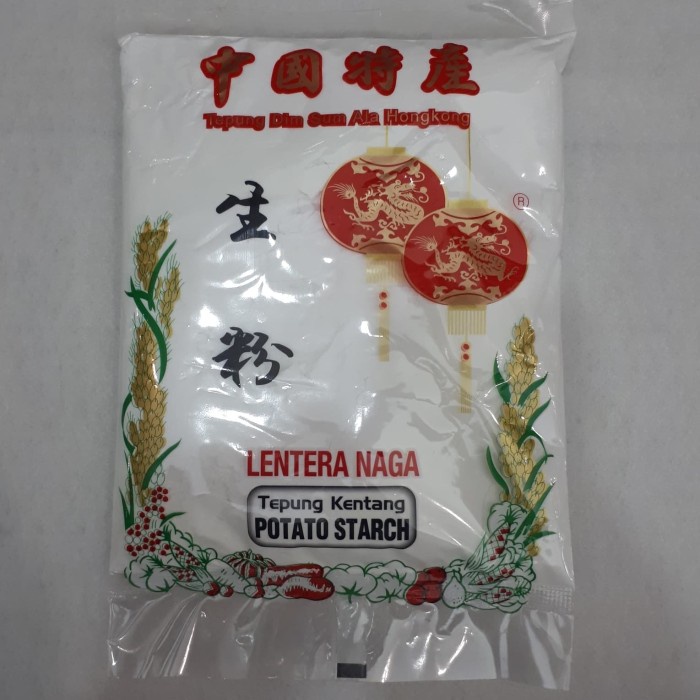 中國特產
Tepung Dim Sum Ala Hongkong
®
生
粉
LENTERA NAGA
Tepung Kentang
POTATO STARCH